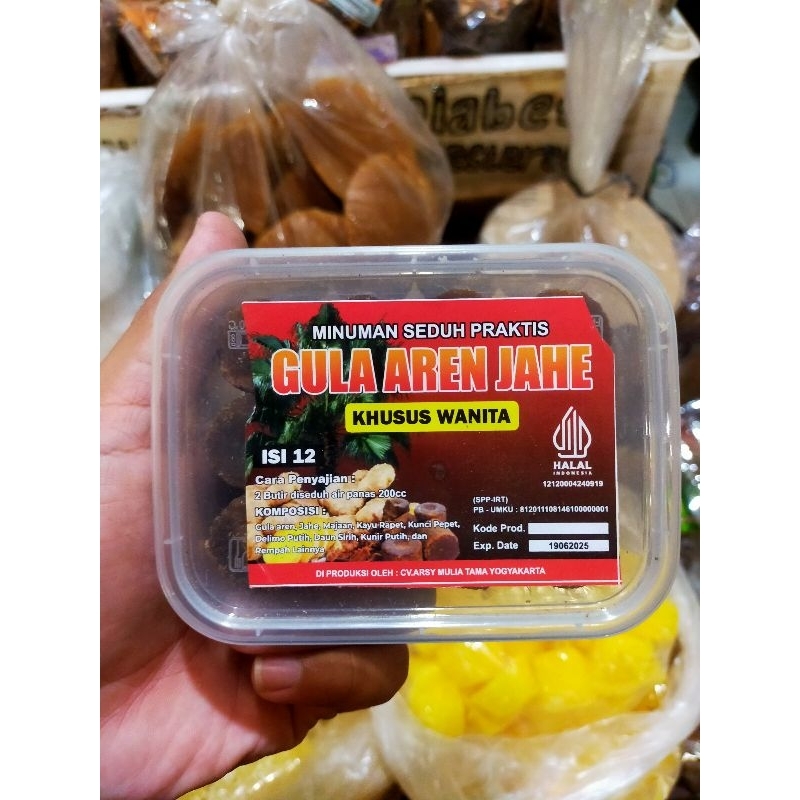 Diabe
MINUMAN SEDUH PRAKTIS
GULA AREN JAHE
KHUSUS WANITA
ISI 12
Cara Penyajian :
2 Butir diseduh air panas 200cc
KOMPOSISI :
Gula aren, Jahe, Majaan, Kayu Rapet, Kunci Pepet,
Delimo Putih, Daun Sirih, Kunir Putih, dan
Rempah Lainnya
HALAL
INDONESIA
12120004240919
(SPP-IRT)
PB - UMKU : 812011108146100000001
Kode Prod.
Exp. Date 19062025
DI PRODUKSI OLEH : CV.ARSY MULIA TAMA YOGYAKARTA